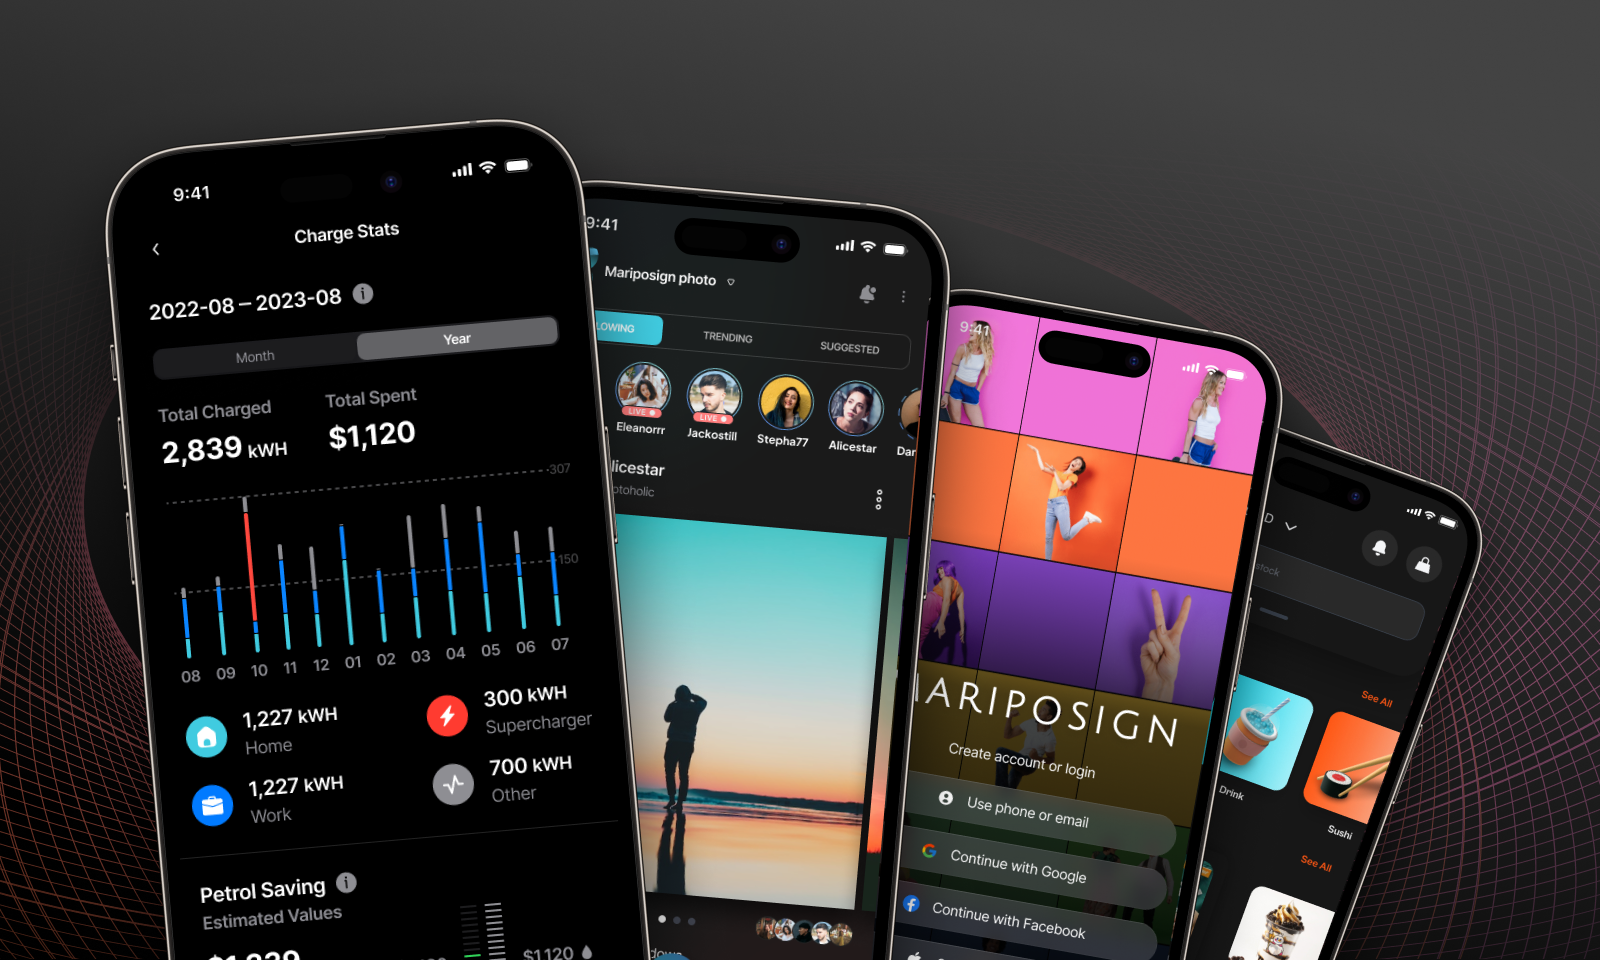 9:41
Charge Stats
2022-08 – 2023-08
Month
Year
Total Charged
Total Spent
2,839 kWH
$1,120
307
150
08 09 10 11 12 01 02 03 04 05 06 07
1,227 kWH
Home
300 kWH
Supercharger
1,227 kWH
Work
700 kWH
Other
Petrol Saving
Estimated Values
$1120
9:41
Mariposign photo
LOWING
TRENDING
SUGGESTED
LIVE
LIVE
Eleanorrr
Jackostill
Stepha77
Alicestar
Dar
licestar
otoholic
9:41
MARIPOSIGN
Create account or login
Use phone or email
Continue with Google
Continue with Facebook
D
stock
See All
Drink
Sushi
See All